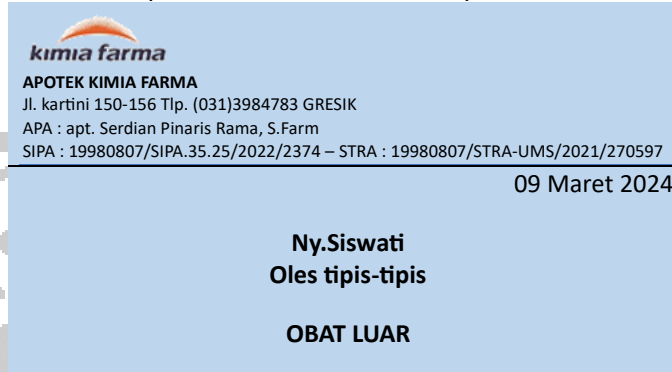 kimia farma
APOTEK KIMIA FARMA
Jl. kartini 150-156 Tlp. (031)3984783 GRESIK
APA : apt. Serdian Pinaris Rama, S.Farm
SIPA : 19980807/SIPA.35.25/2022/2374 – STRA : 19980807/STRA-UMS/2021/270597
09 Maret 2024
Ny.Siswati
Oles tipis-tipis
OBAT LUAR